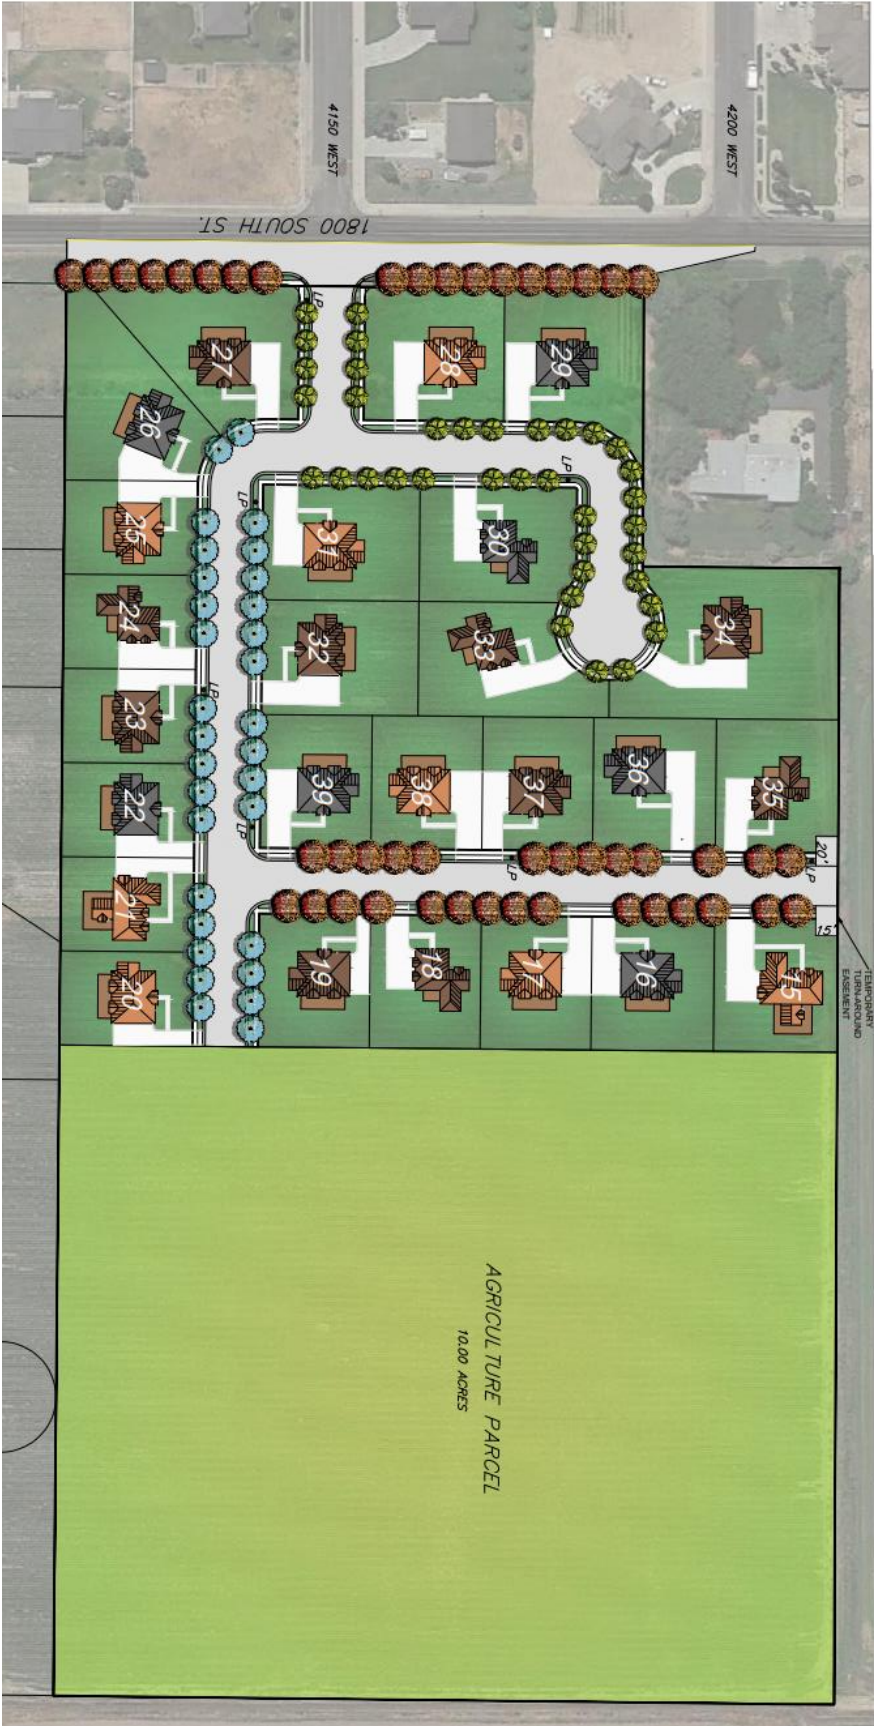 4150 WEST
4200 WEST
1800 SOUTH ST.
LP
27
28
29
26
LP
LP
25
31
30
24
32
33
34
LP
23
39
38
37
36
35
22
LP
20'
LP
LP
21
15'
TEMPORARY
TURN-AROUND
EASEMENT
20
19
18
17
16
15
AGRICULTURE PARCEL
10.00 ACRES